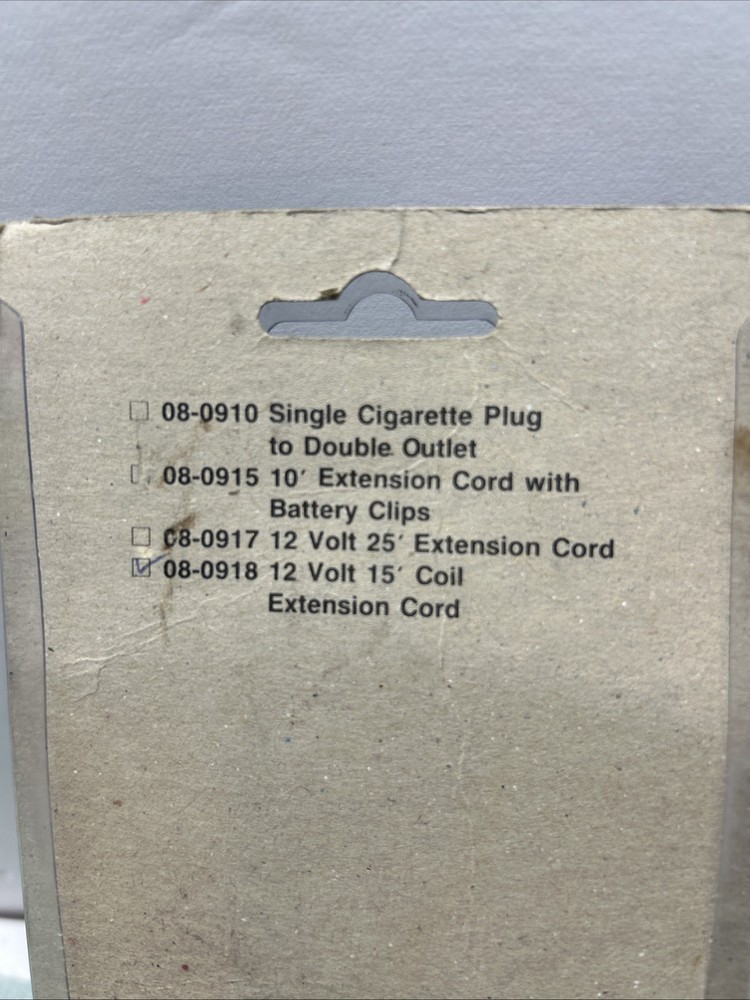 ☐ 08-0910 Single Cigarette Plug
to Double Outlet
☐ 08-0915 10' Extension Cord with
Battery Clips
☐ 08-0917 12 Volt 25' Extension Cord
☑ 08-0918 12 Volt 15' Coil
Extension Cord